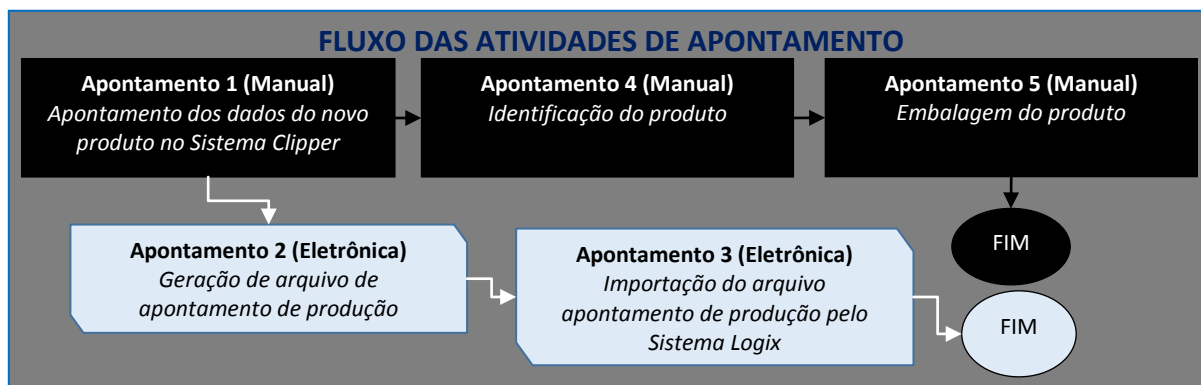 FLUXO DAS ATIVIDADES DE APONTAMENTO
Apontamento 1 (Manual)
Apontamento dos dados do novo
produto no Sistema Clipper
Apontamento 4 (Manual)
Identificação do produto
Apontamento 5 (Manual)
Embalagem do produto
Apontamento 2 (Eletrônica)
Geração de arquivo de
apontamento de produção
Apontamento 3 (Eletrônica)
Importação do arquivo
apontamento de produção pelo
Sistema Logix
FIM
FIM